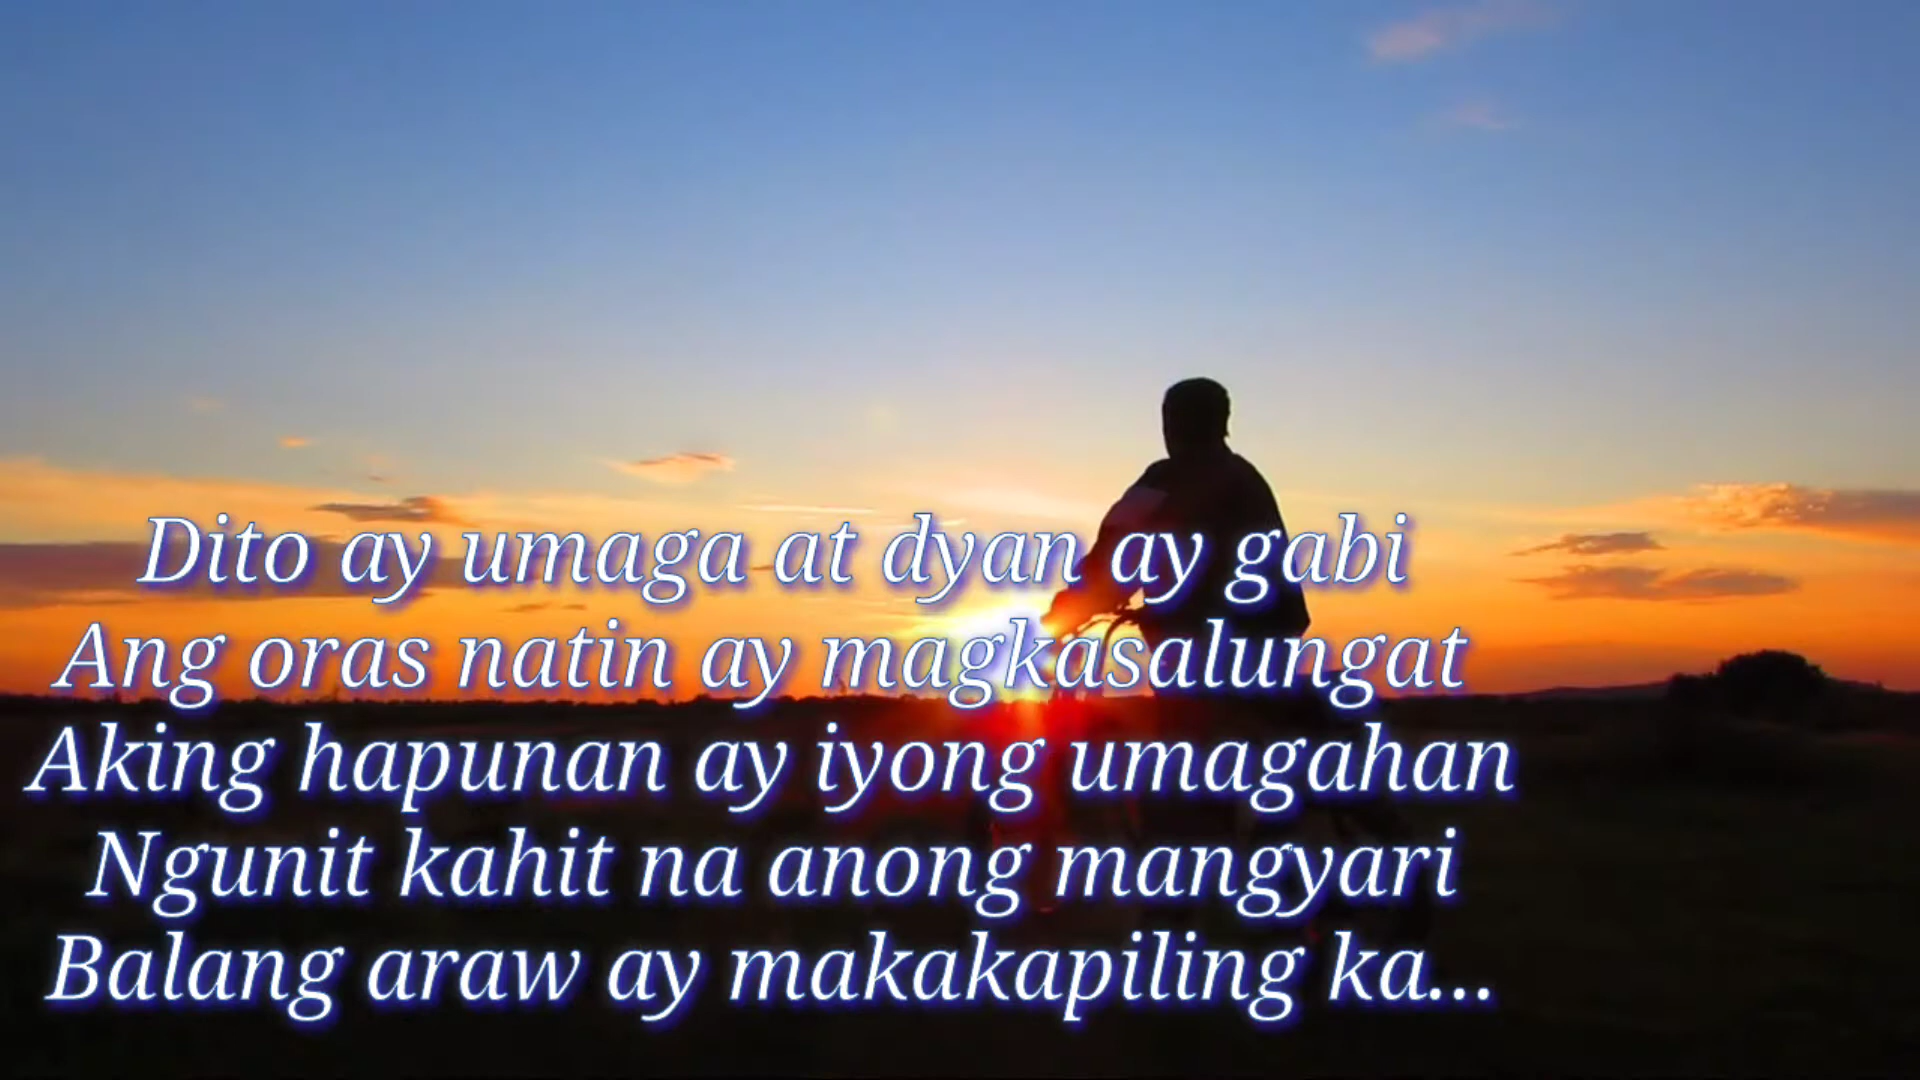 Dito ay umaga at dyan ay gabi
Ang oras natin ay magkasalungat
Aking hapunan ay iyong umagahan
Ngunit kahit na anong mangyari
Balang araw ay makakapiling ka...